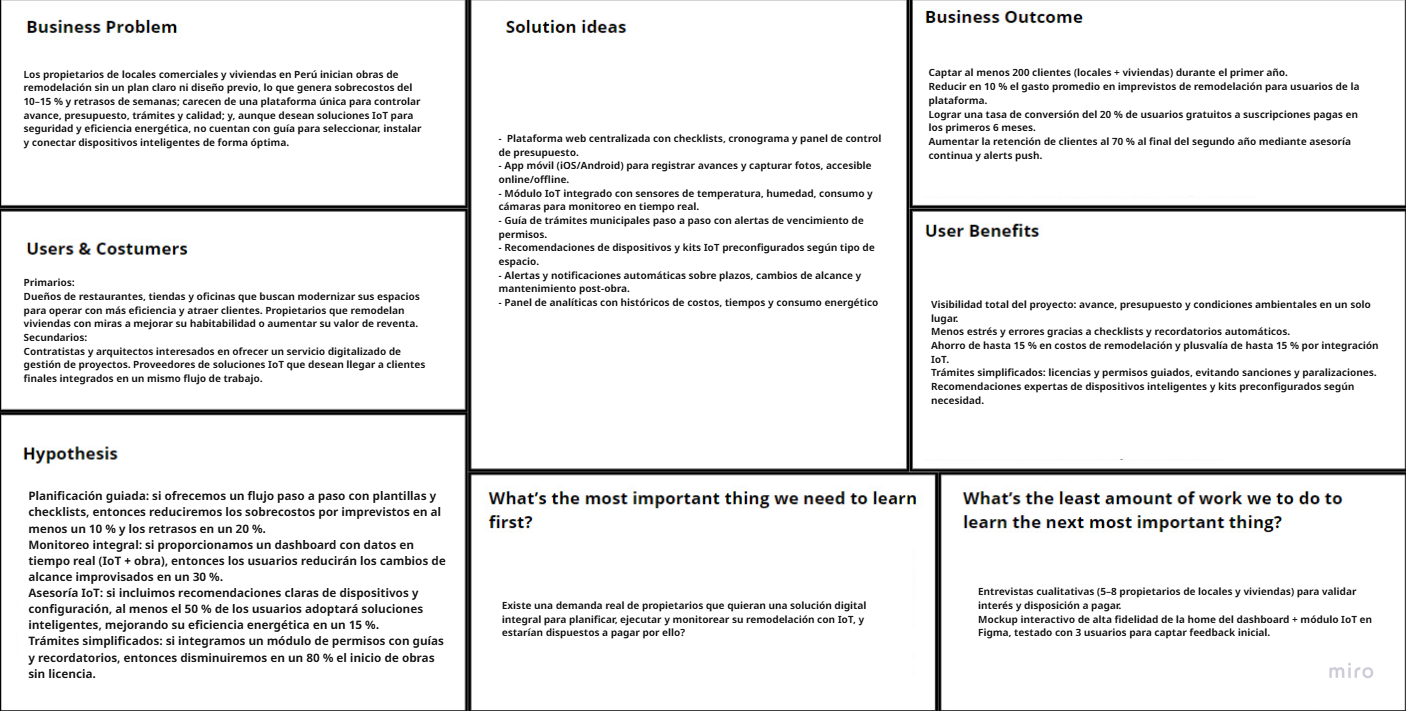 Business Problem
Los propietarios de locales comerciales y viviendas en Perú inician obras de
remodelación sin un plan claro ni diseño previo, lo que genera sobrecostos del
10–15 % y retrasos de semanas; carecen de una plataforma única para controlar
avance, presupuesto, trámites y calidad; y, aunque desean soluciones IoT para
seguridad y eficiencia energética, no cuentan con guía para seleccionar, instalar
y conectar dispositivos inteligentes de forma óptima.
Users & Costumers
Primarios:
Dueños de restaurantes, tiendas y oficinas que buscan modernizar sus espacios
para operar con más eficiencia y atraer clientes. Propietarios que remodelan
viviendas con miras a mejorar su habitabilidad o aumentar su valor de reventa.
Secundarios:
Contratistas y arquitectos interesados en ofrecer un servicio digitalizado de
gestión de proyectos. Proveedores de soluciones IoT que desean llegar a clientes
finales integrados en un mismo flujo de trabajo.
Hypothesis
Planificación guiada: si ofrecemos un flujo paso a paso con plantillas y
checklists, entonces reduciremos los sobrecostos por imprevistos en al
menos un 10 % y los retrasos en un 20 %.
Monitoreo integral: si proporcionamos un dashboard con datos en
tiempo real (IoT + obra), entonces los usuarios reducirán los cambios de
alcance improvisados en un 30 %.
Asesoría IoT: si incluimos recomendaciones claras de dispositivos y
configuración, al menos el 50 % de los usuarios adoptará soluciones
inteligentes, mejorando su eficiencia energética en un 15 %.
Trámites simplificados: si integramos un módulo de permisos con guías
y recordatorios, entonces disminuiremos en un 80 % el inicio de obras
sin licencia.
Solution ideas
- Plataforma web centralizada con checklists, cronograma y panel de control
de presupuesto.
- App móvil (iOS/Android) para registrar avances y capturar fotos, accesible
online/offline.
- Módulo IoT integrado con sensores de temperatura, humedad, consumo y
cámaras para monitoreo en tiempo real.
- Guía de trámites municipales paso a paso con alertas de vencimiento de
permisos.
- Recomendaciones de dispositivos y kits IoT preconfigurados según tipo de
espacio.
- Alertas y notificaciones automáticas sobre plazos, cambios de alcance y
mantenimiento post-obra.
- Panel de analíticas con históricos de costos, tiempos y consumo energético
Business Outcome
Captar al menos 200 clientes (locales + viviendas) durante el primer año.
Reducir en 10 % el gasto promedio en imprevistos de remodelación para usuarios de la
plataforma.
Lograr una tasa de conversión del 20 % de usuarios gratuitos a suscripciones pagas en
los primeros 6 meses.
Aumentar la retención de clientes al 70 % al final del segundo año mediante asesoría
continua y alerts push.
User Benefits
Visibilidad total del proyecto: avance, presupuesto y condiciones ambientales en un solo
lugar.
Menos estrés y errores gracias a checklists y recordatorios automáticos.
Ahorro de hasta 15 % en costos de remodelación y plusvalía de hasta 15 % por integración
IoT.
Trámites simplificados: licencias y permisos guiados, evitando sanciones y paralizaciones.
Recomendaciones expertas de dispositivos inteligentes y kits preconfigurados según
necesidad.
What's the most important thing we need to learn
first?
Existe una demanda real de propietarios que quieran una solución digital
integral para planificar, ejecutar y monitorear su remodelación con IoT, y
estarían dispuestos a pagar por ello?
What's the least amount of work we to do to
learn the next most important thing?
Entrevistas cualitativas (5–8 propietarios de locales y viviendas) para validar
interés y disposición a pagar.
Mockup interactivo de alta fidelidad de la home del dashboard + módulo IoT en
Figma, testado con 3 usuarios para captar feedback inicial.
miro